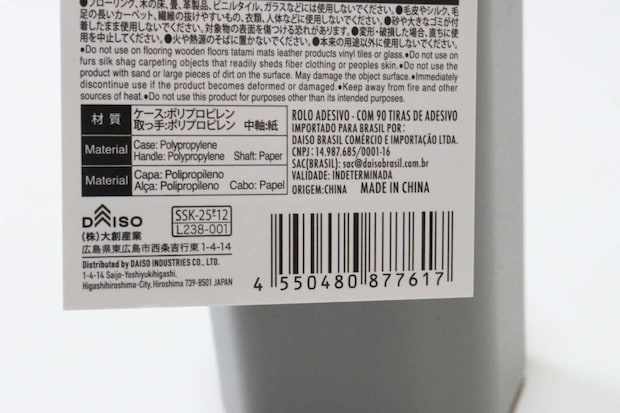 ●フローリング、木の床、畳、革製品、ビニルタイル、ガラスなどには使用しないでください。●毛皮やシルク、毛
足の長いカーペット、繊維の抜けやすいもの、衣類、人体などに使用しないでください。●砂や大きなゴミが付
着したまま使用しないでください。対象物の表面を傷つける恐れがあります。●変形・破損した場合、直ちに使
用を中止してください。●火や熱源のそばに置かないでください。●本来の用途以外に使用しないでください。
●Do not use on flooring wooden floors tatami mats leather products vinyl tiles or glass.●Do not use on
furs silk shag carpeting objects that readily sheds fiber clothing or peoples skin.●Do not use the
product with sand or large pieces of dirt on the surface. May damage the object surface.●Immediately
discontinue use if the product becomes deformed or damaged.●Keep away from fire and other
sources of heat.●Do not use this product for purposes other than its intended purpose.
材質 ケース:ポリプロピレン
取っ手:ポリプロピレン 中軸:紙
Material Case: Polypropylene
Handle: Polypropylene Shaft: Paper
Material Capa: Polipropileno
Alça: Polipropileno Cabo: Papel
ROLO ADESIVO - COM 90 TIRAS DE ADESIVO
IMPORTADO PARA BRASIL POR:
DAISO BRASIL COMÉRCIO E IMPORTAÇÃO LTDA.
CNPJ: 14.987.685/0001-16
SAC(BRASIL): sac@daisobrasil.com.br
VALIDADE: INDETERMINADA
ORIGEM:CHINA MADE IN CHINA
DAISO
SSK-25P12
L238-001
(株)大創産業
広島県東広島市西条吉行東1-4-14
Distributed by DAISO INDUSTRIES CO., LTD.
1-4-14 Saijo-Yoshiyukihigashi,
Higashihiroshima-City, Hiroshima 739-8501 JAPAN
4 550480 877617